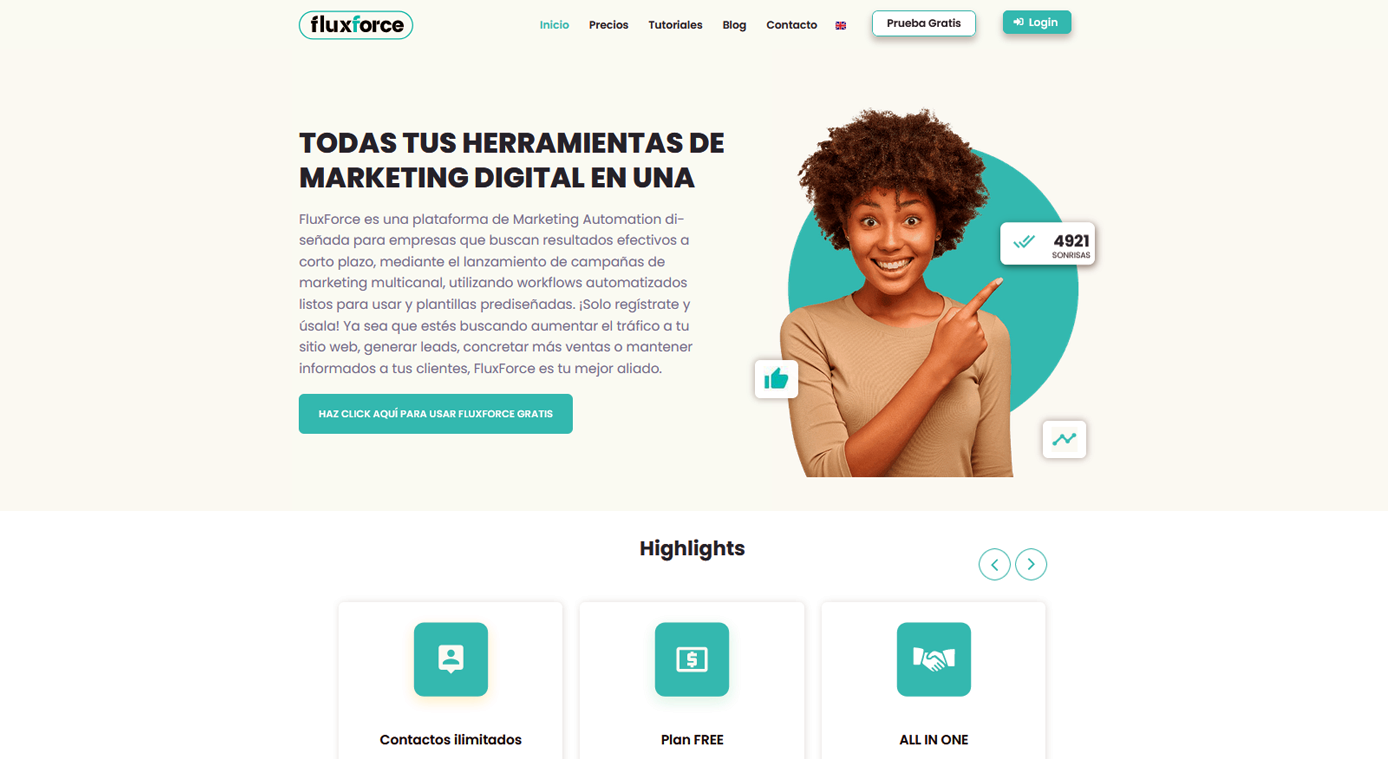 fluxforce
Inicio
Precios
Tutoriales
Blog
Contacto
Prueba Gratis
Login
TODAS TUS HERRAMIENTAS DE
MARKETING DIGITAL EN UNA
FluxForce es una plataforma de Marketing Automation di-
señada para empresas que buscan resultados efectivos a
corto plazo, mediante el lanzamiento de campañas de
marketing multicanal, utilizando workflows automatizados
listos para usar y plantillas prediseñadas. ¡Solo regístrate y
úsala! Ya sea que estés buscando aumentar el tráfico a tu
sitio web, generar leads, concretar más ventas o mantener
informados a tus clientes, FluxForce es tu mejor aliado.
HAZ CLICK AQUÍ PARA USAR FLUXFORCE GRATIS
4921
SONRISAS
Highlights
Contactos ilimitados
Plan FREE
ALL IN ONE